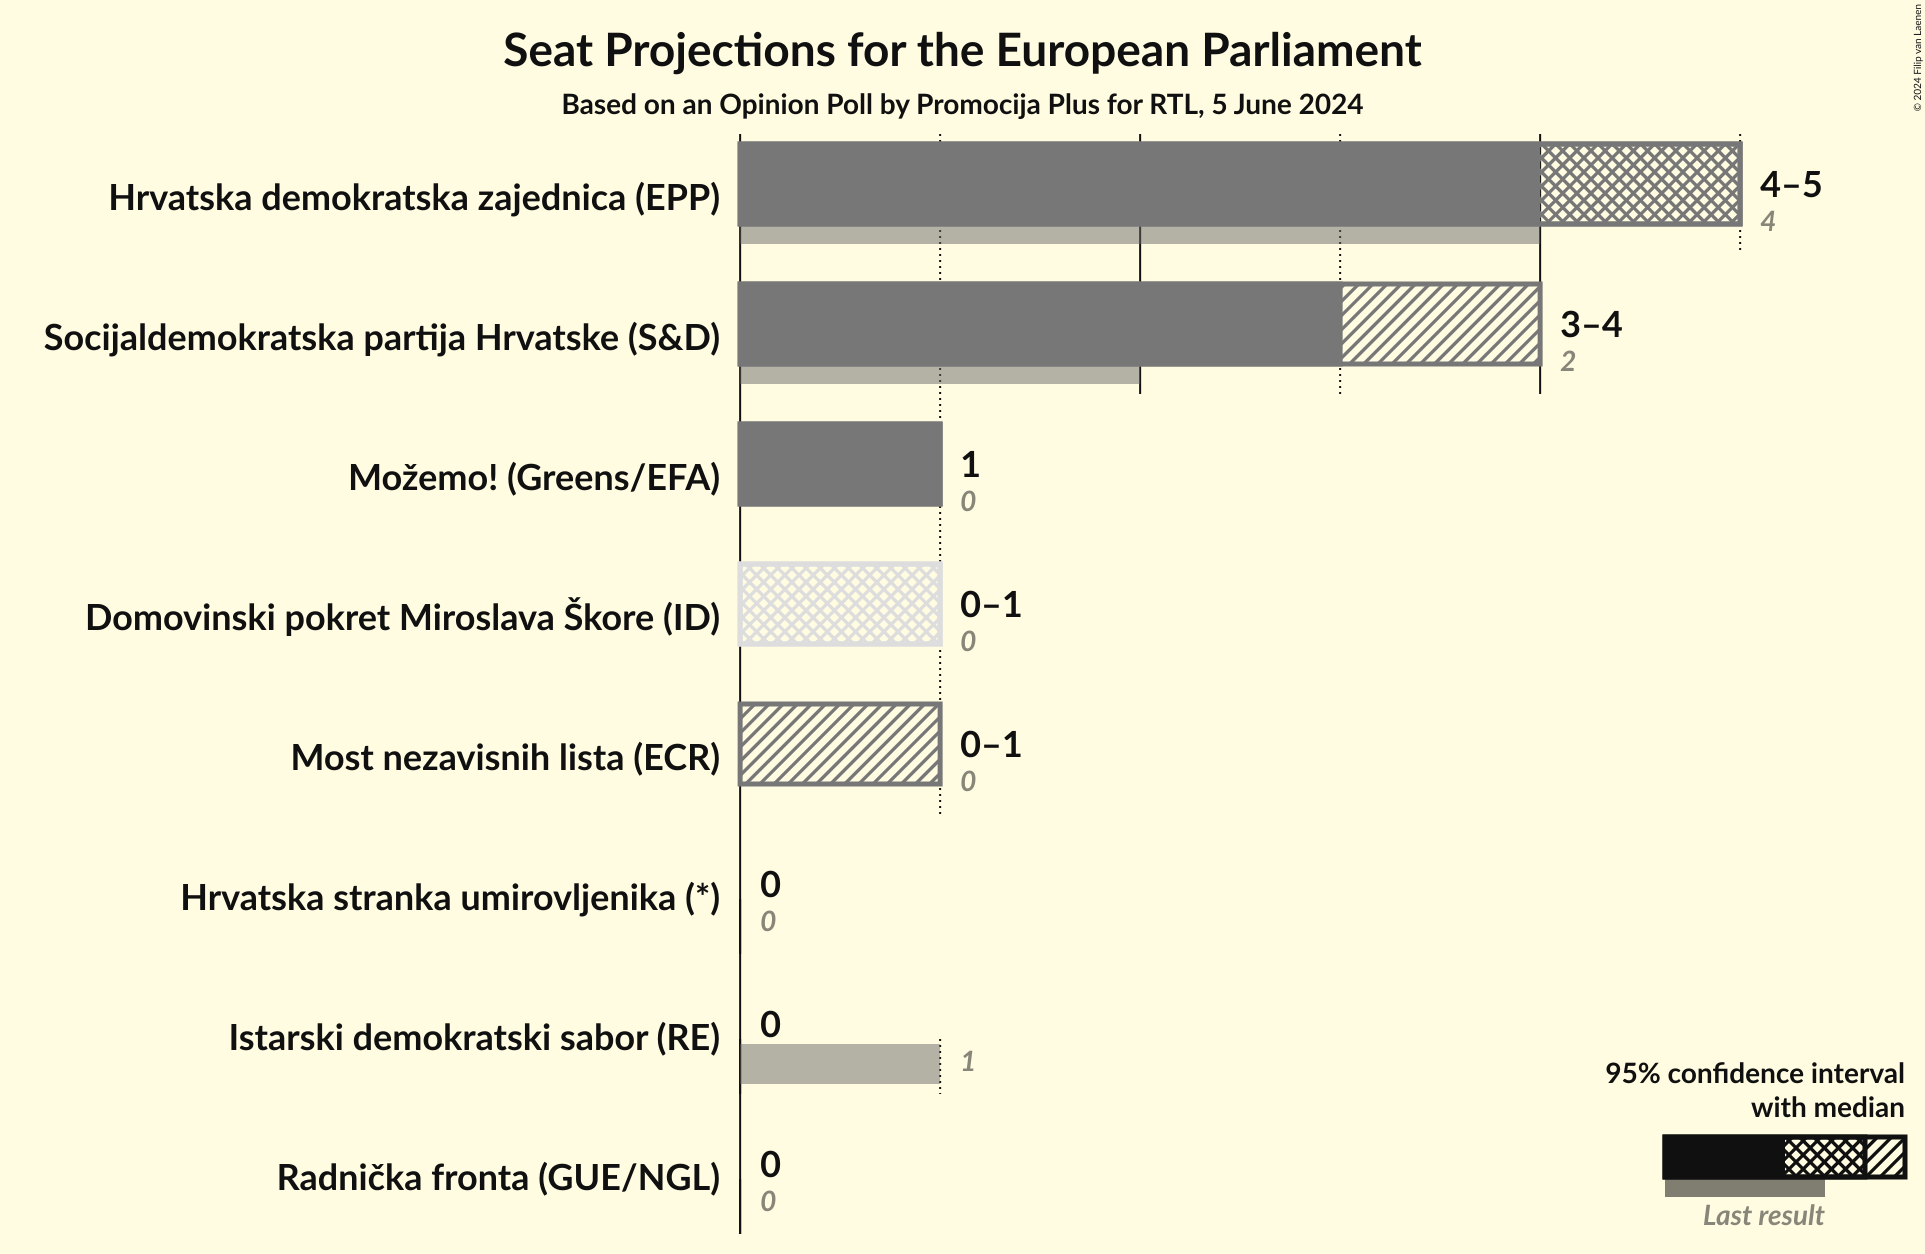 Seat Projections for the European Parliament
Based on an Opinion Poll by Promocija Plus for RTL, 5 June 2024
© 2024 Filip van Laenen
Hrvatska demokratska zajednica (EPP)
4–5
4
Socijaldemokratska partija Hrvatske (S&D)
3–4
2
Možemo! (Greens/EFA)
1
0
Domovinski pokret Miroslava Škore (ID)
0–1
0
Most nezavisnih lista (ECR)
0–1
0
Hrvatska stranka umirovljenika (*)
0
0
Istarski demokratski sabor (RE)
0
1
Radnička fronta (GUE/NGL)
0
0
95% confidence interval
with median
Last result